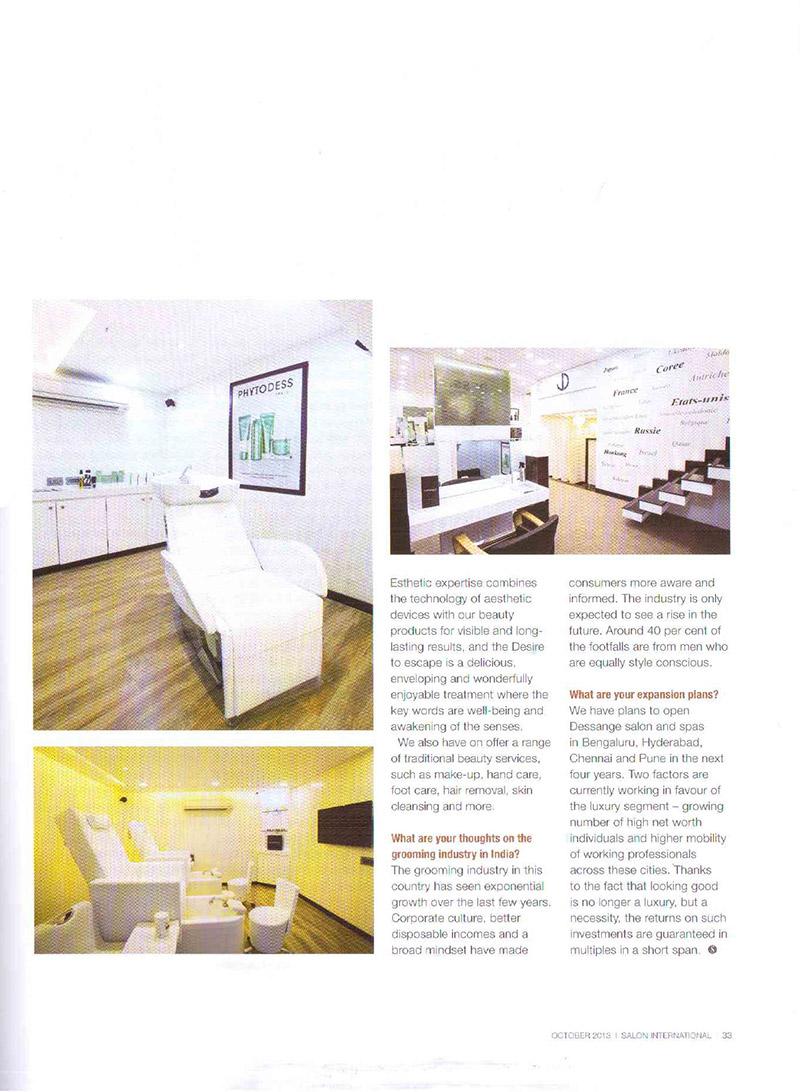 PHYTODESS
PARIS
JD
Japon
Coree
Autriche
France
Etats-unis
Belgique
Russie
Honkong
Israel
Esthetic expertise combines
the technology of aesthetic
devices with our beauty
products for visible and long-
lasting results, and the Desire
to escape is a delicious,
enveloping and wonderfully
enjoyable treatment where the
key words are well-being and
awakening of the senses.
We also have on offer a range
of traditional beauty services,
such as make-up, hand care,
foot care, hair removal, skin
cleansing and more.
What are your thoughts on the
grooming industry in India?
The grooming industry in this
country has seen exponential
growth over the last few years.
Corporate culture, better
disposable incomes and a
broad mindset have made
consumers more aware and
informed. The industry is only
expected to see a rise in the
future. Around 40 per cent of
the footfalls are from men who
are equally style conscious.
What are your expansion plans?
We have plans to open
Dessange salon and spas
in Bengaluru, Hyderabad,
Chennai and Pune in the next
four years. Two factors are
currently working in favour of
the luxury segment – growing
number of high net worth
individuals and higher mobility
of working professionals
across these cities. Thanks
to the fact that looking good
is no longer a luxury, but a
necessity, the returns on such
investments are guaranteed in
multiples in a short span.
OCTOBER 2013 | SALON INTERNATIONAL | 33